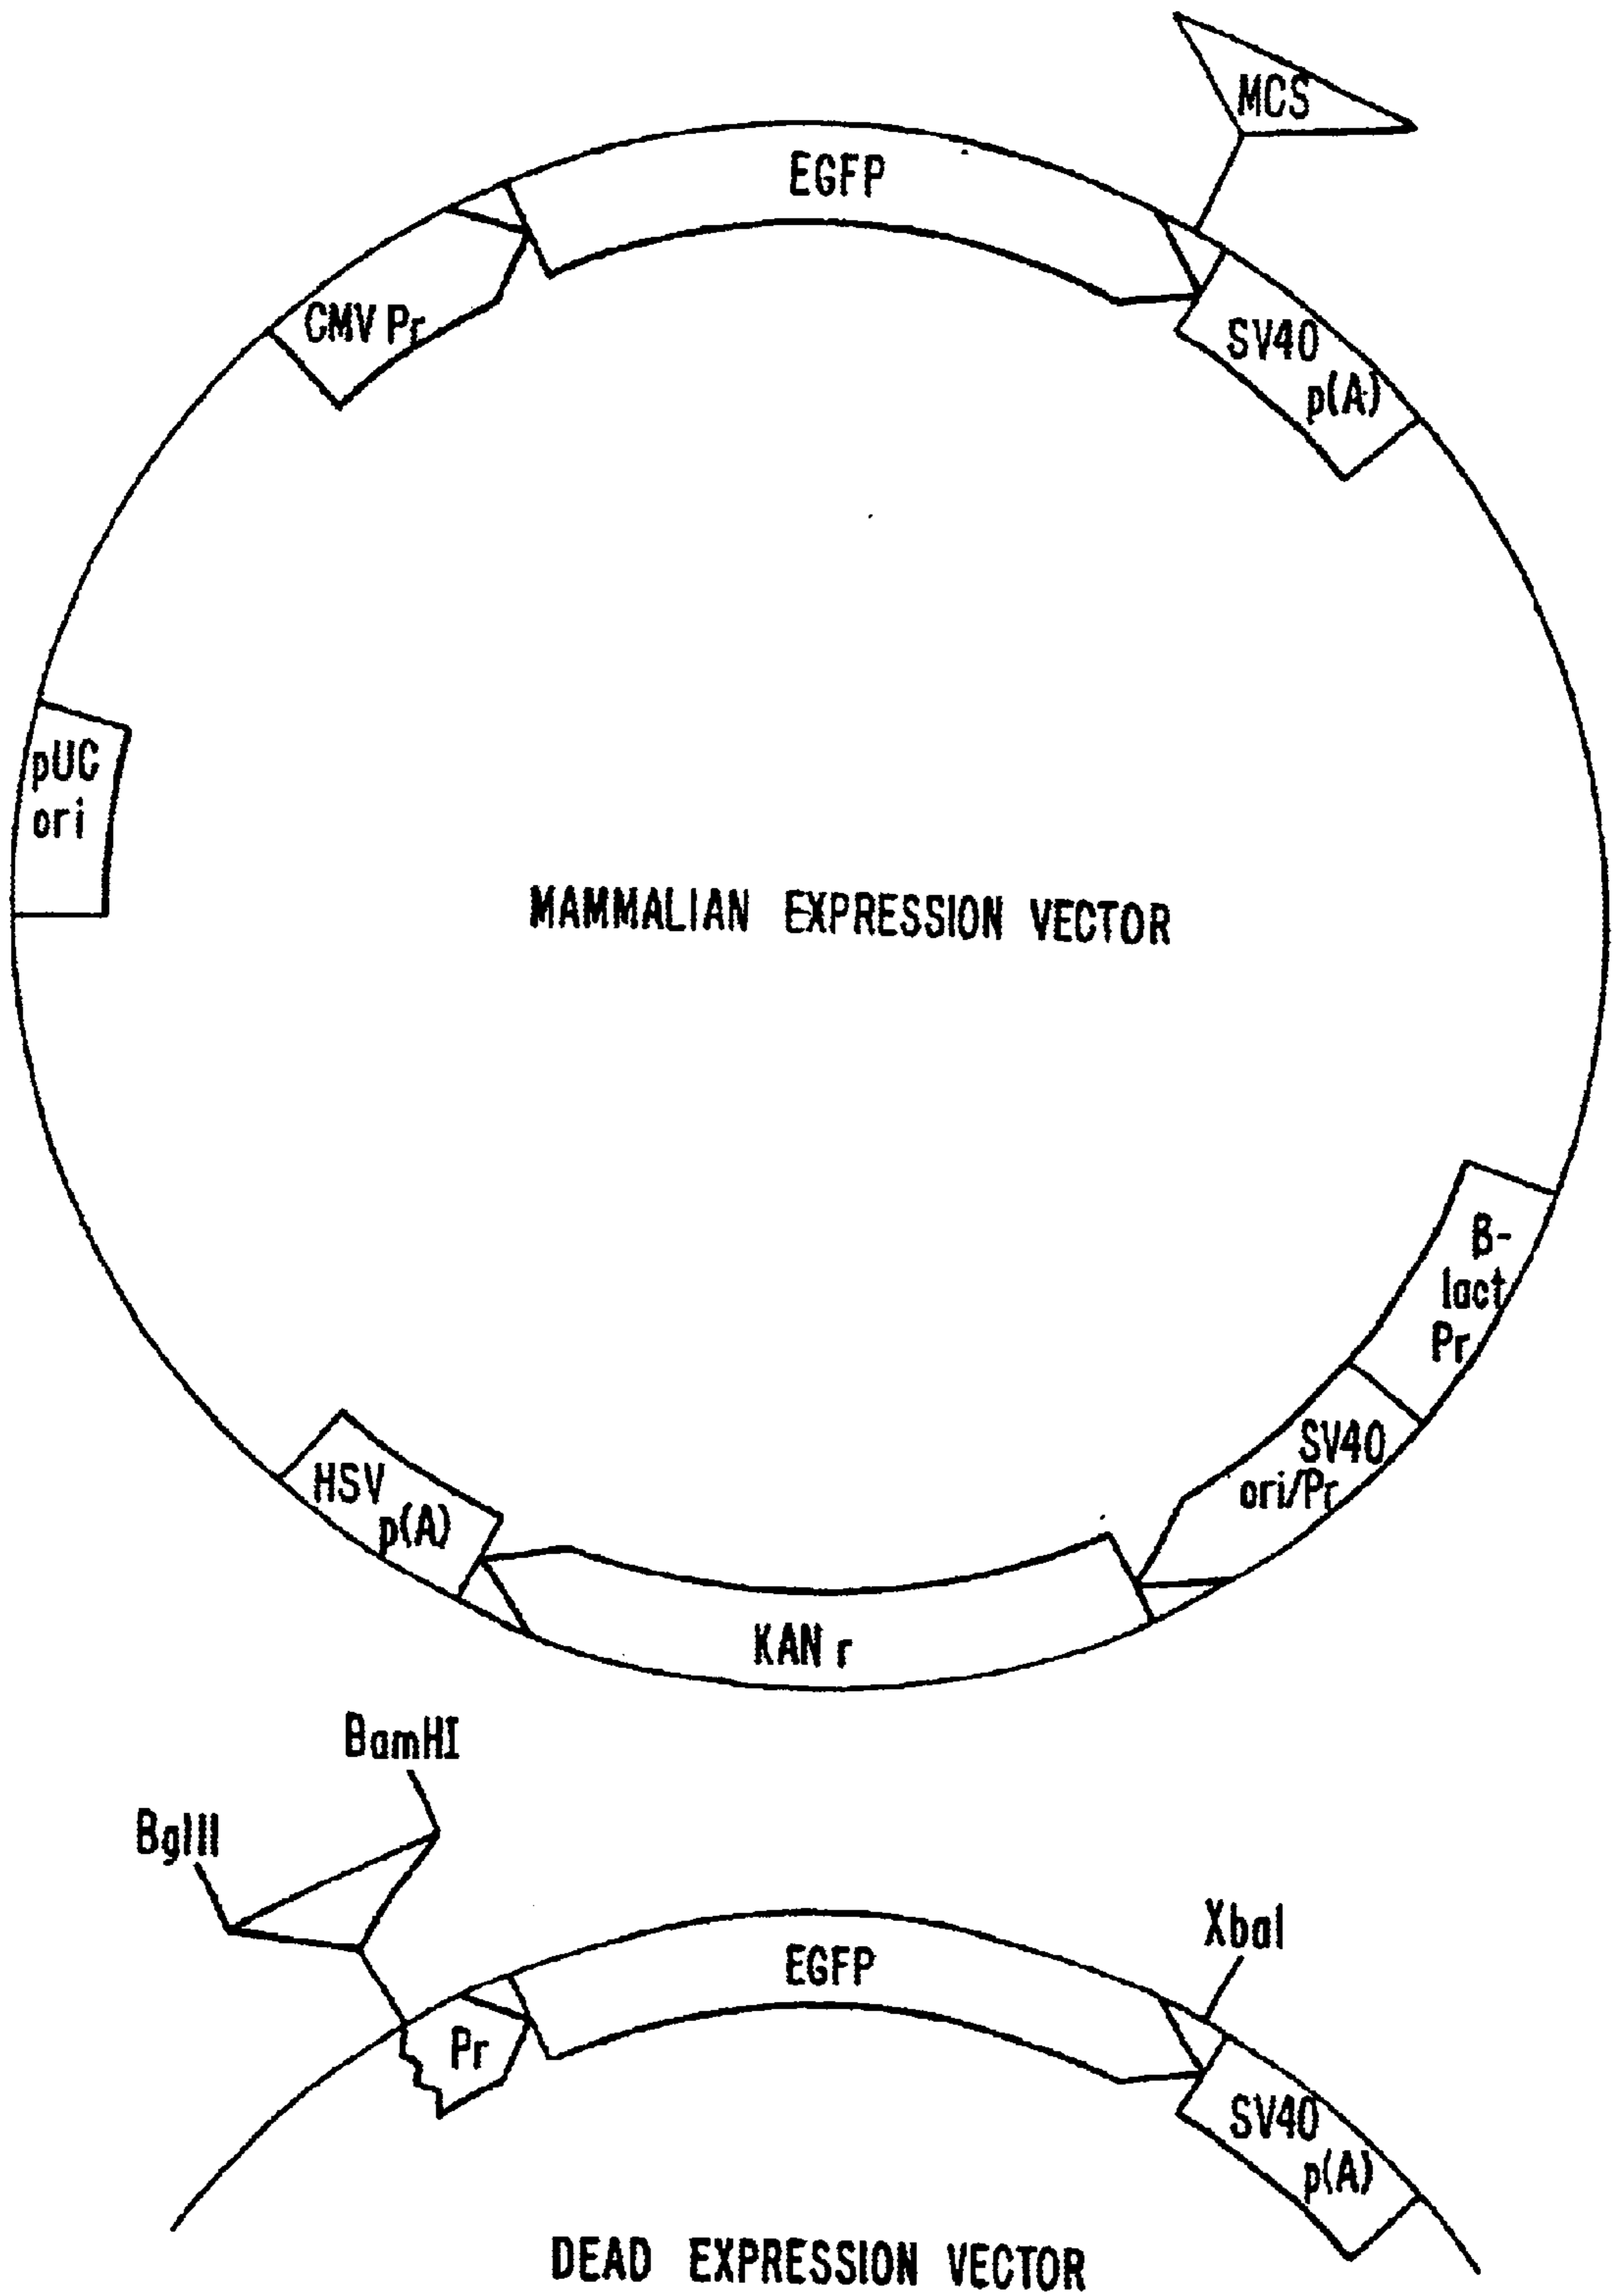 MCS
EGFP
CMV Pr
SV40
p(A)
pUC
ori
MAMMALIAN EXPRESSION VECTOR
B-
lact
Pr
SV40
ori/Pr
HSV
p(A)
KAN r
BamHI
BglII
XbaI
EGFP
Pr
SV40
p(A)
DEAD EXPRESSION VECTOR